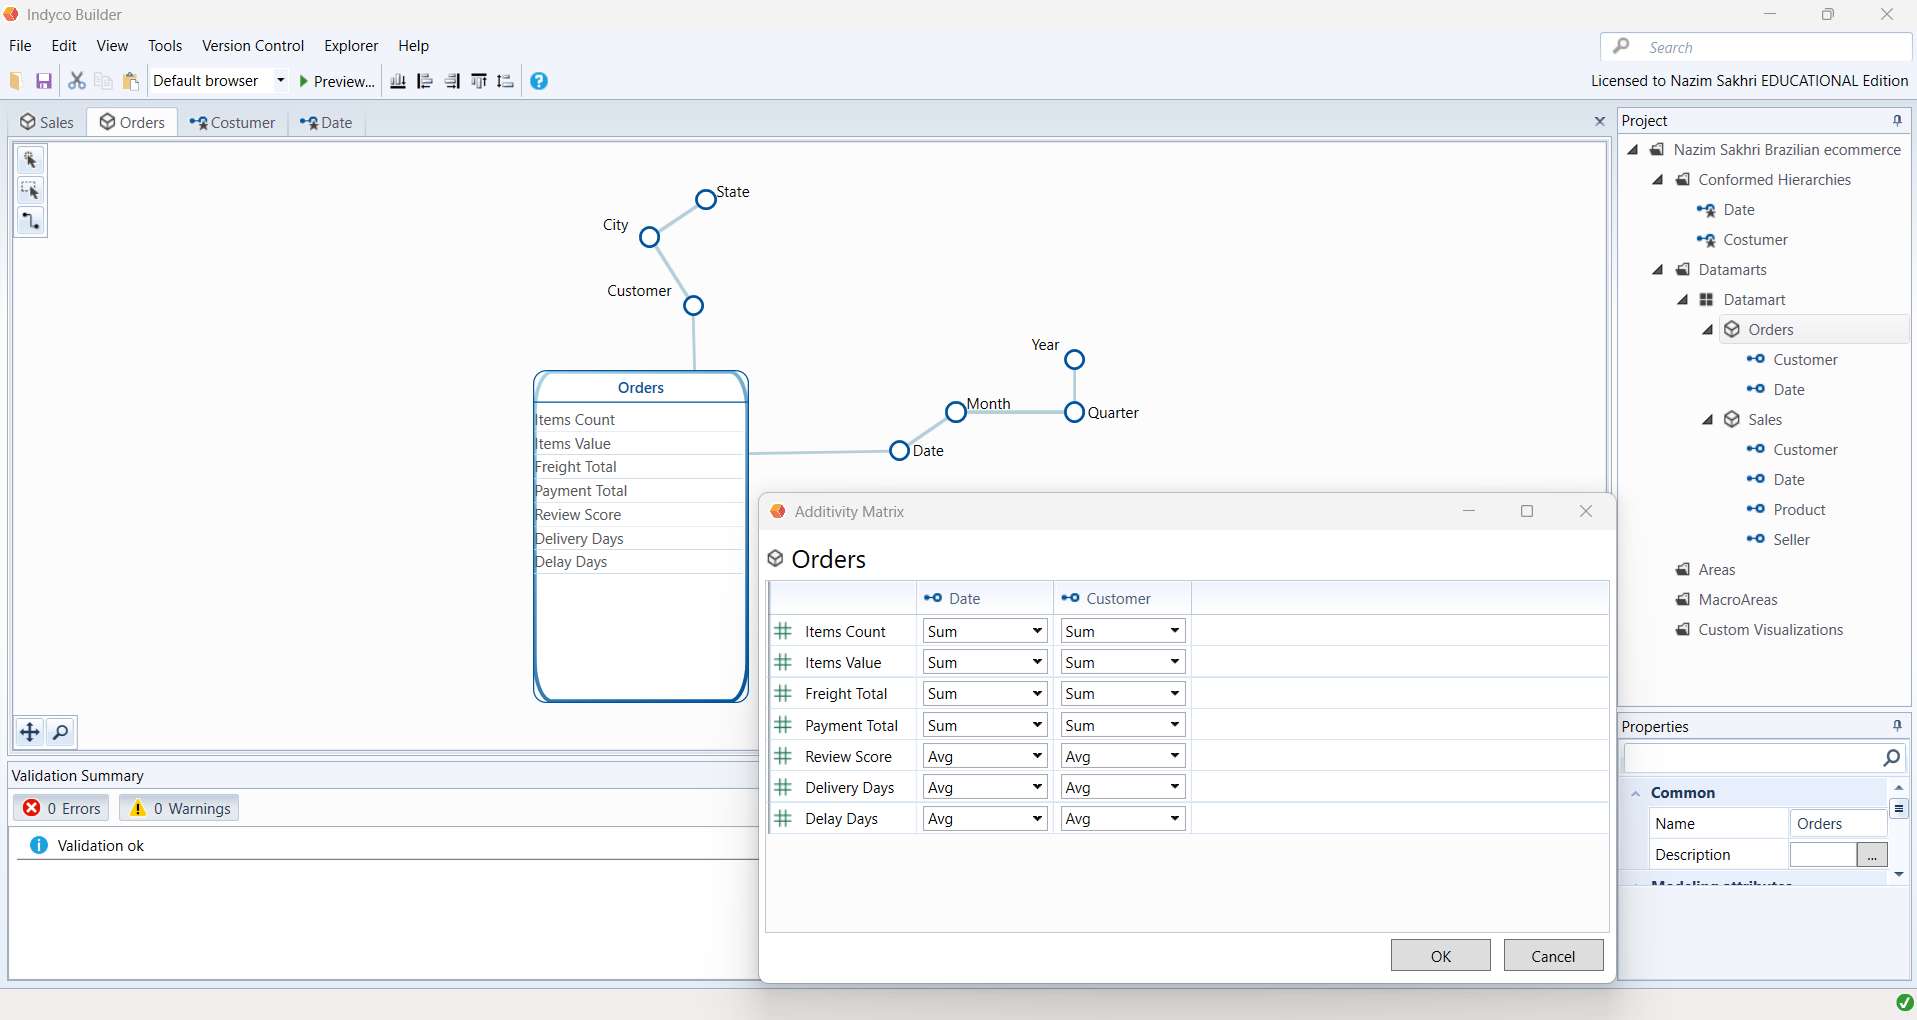 Indyco Builder
File Edit View Tools Version Control Explorer Help
Search
Default browser Preview...
Licensed to Nazim Sakhri EDUCATIONAL Edition
Sales Orders Costumer Date
State
City
Customer
Year
Month
Quarter
Date
Orders
Items Count
Items Value
Freight Total
Payment Total
Review Score
Delivery Days
Delay Days
Additivity Matrix
Orders
Date Customer
Items Count Sum Sum
Items Value Sum Sum
Freight Total Sum Sum
Payment Total Sum Sum
Review Score Avg Avg
Delivery Days Avg Avg
Delay Days Avg Avg
OK Cancel
Validation Summary
0 Errors 0 Warnings
Validation ok
Project
Nazim Sakhri Brazilian ecommerce
Conformed Hierarchies
Date
Costumer
Datamarts
Datamart
Orders
Customer
Date
Sales
Customer
Date
Product
Seller
Areas
MacroAreas
Custom Visualizations
Properties
Common
Name Orders
Description ...
Modeling attributes